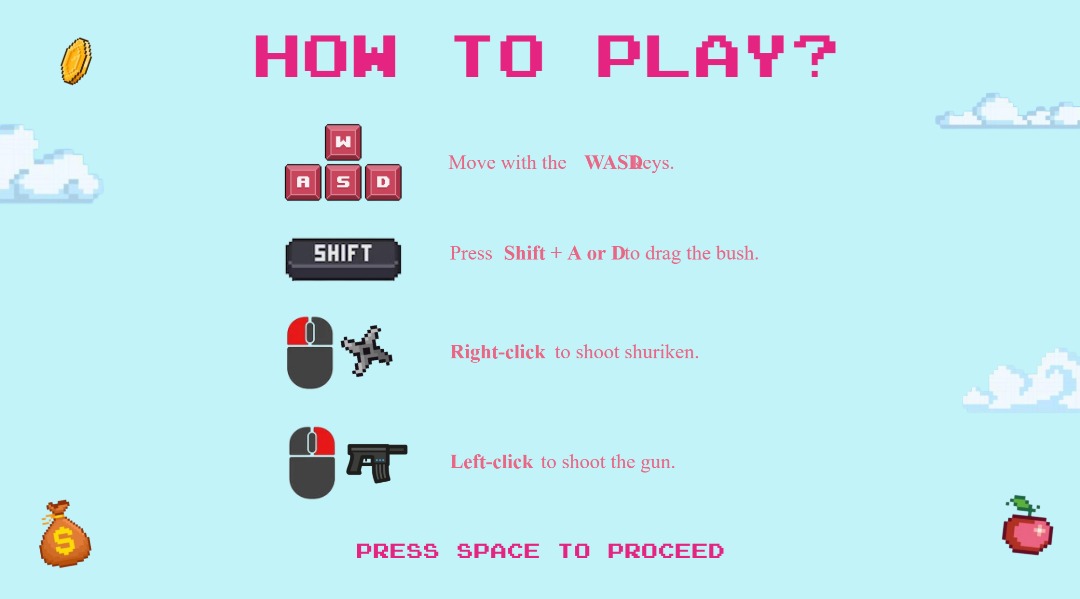 HOW TO PLAY?
W
A S D
Move with the WASD keys.
SHIFT
Press Shift + A or D to drag the bush.
Right-click to shoot shuriken.
Left-click to shoot the gun.
$
PRESS SPACE TO PROCEED